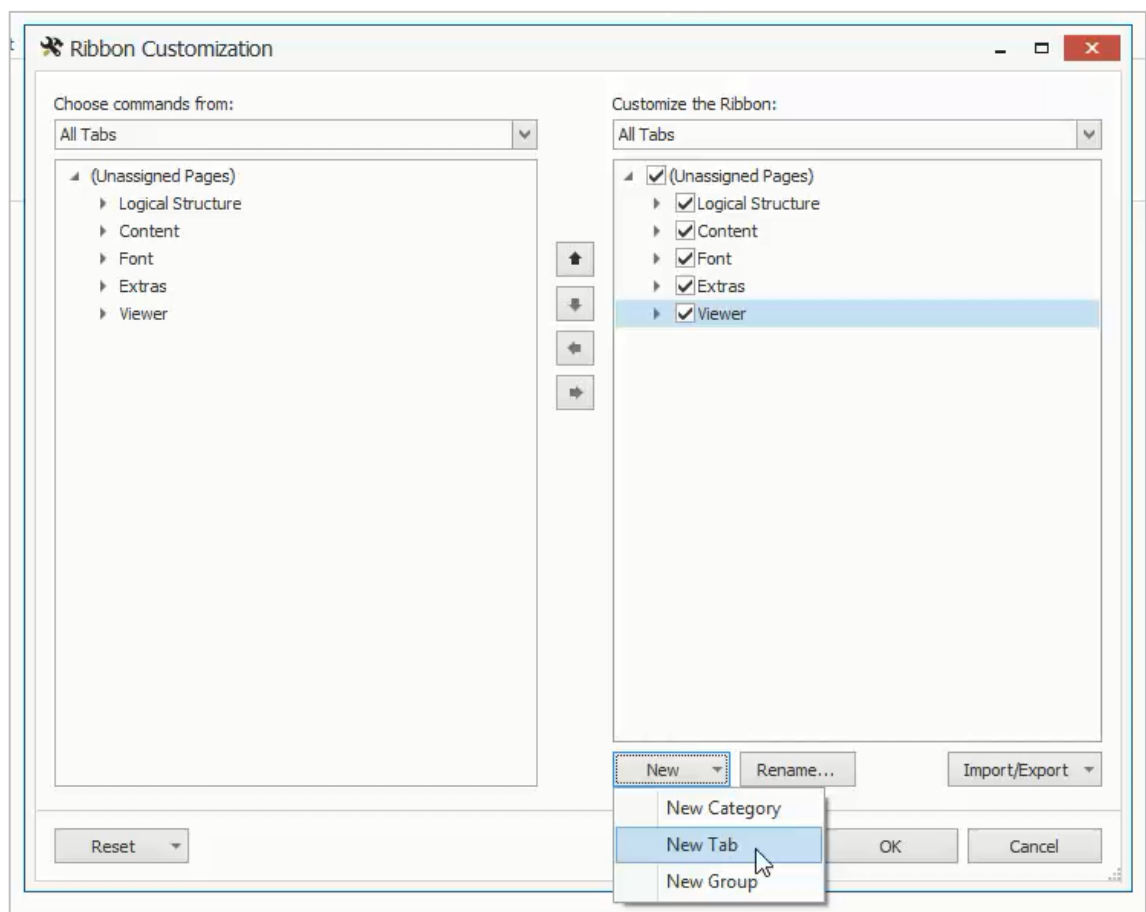 Ribbon Customization
Choose commands from:
All Tabs
(Unassigned Pages)
Logical Structure
Content
Font
Extras
Viewer
Customize the Ribbon:
All Tabs
(Unassigned Pages)
Logical Structure
Content
Font
Extras
Viewer
New
Rename...
Import/Export
New Category
New Tab
New Group
Reset
OK
Cancel